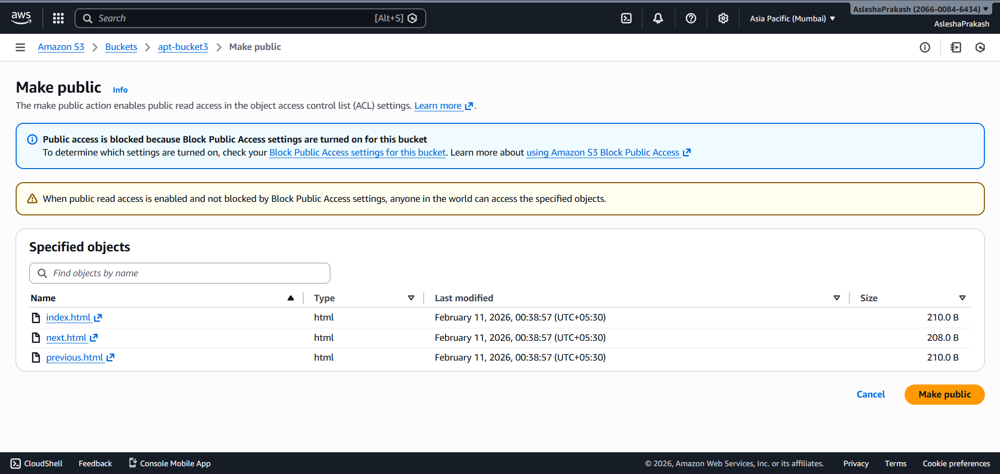 aws
Search [Alt+S]
Asia Pacific (Mumbai)
AsleshaPrakash (2066-0084-6434)
AsleshaPrakash
Amazon S3 Buckets apt-bucket3 Make public
Make public Info
The make public action enables public read access in the object access control list (ACL) settings. Learn more.
Public access is blocked because Block Public Access settings are turned on for this bucket
To determine which settings are turned on, check your Block Public Access settings for this bucket. Learn more about using Amazon S3 Block Public Access
When public read access is enabled and not blocked by Block Public Access settings, anyone in the world can access the specified objects.
Specified objects
Find objects by name
Name Type Last modified Size
index.html html February 11, 2026, 00:38:57 (UTC+05:30) 210.0 B
next.html html February 11, 2026, 00:38:57 (UTC+05:30) 208.0 B
previous.html html February 11, 2026, 00:38:57 (UTC+05:30) 210.0 B
Cancel Make public
CloudShell Feedback Console Mobile App © 2026, Amazon Web Services, Inc. or its affiliates. Privacy Terms Cookie preferences